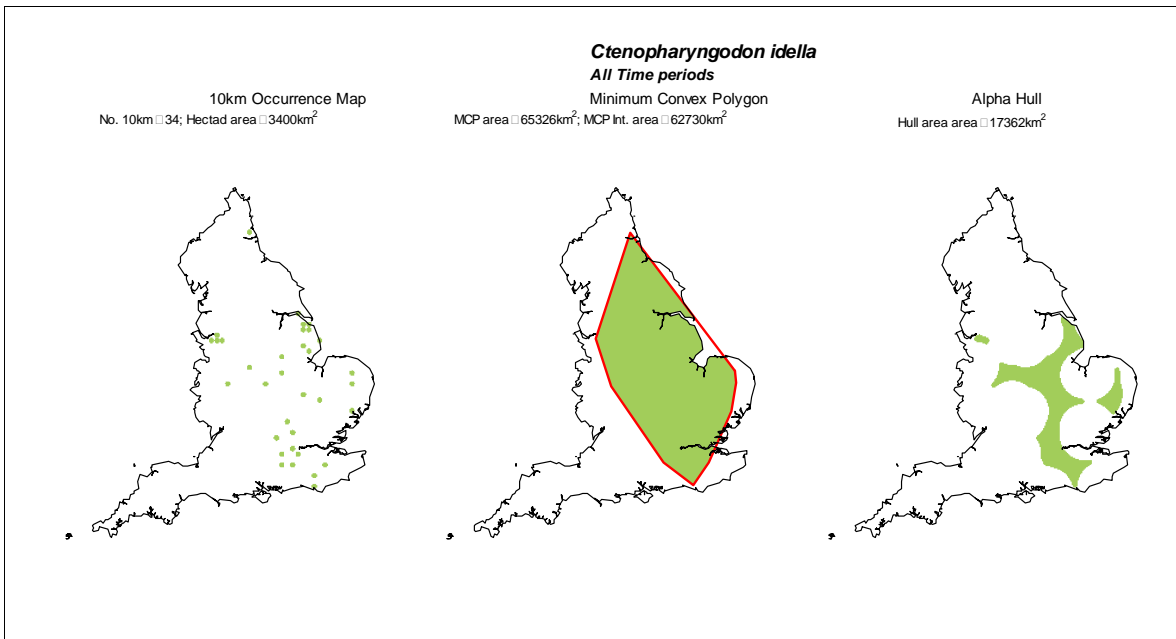 Ctenopharyngodon idella
All Time periods
10km Occurrence Map
No. 10km □ 34; Hectad area □ 3400km²
Minimum Convex Polygon
MCP area □ 65326km²; MCP Int. area □ 62730km²
Alpha Hull
Hull area area □ 17362km²